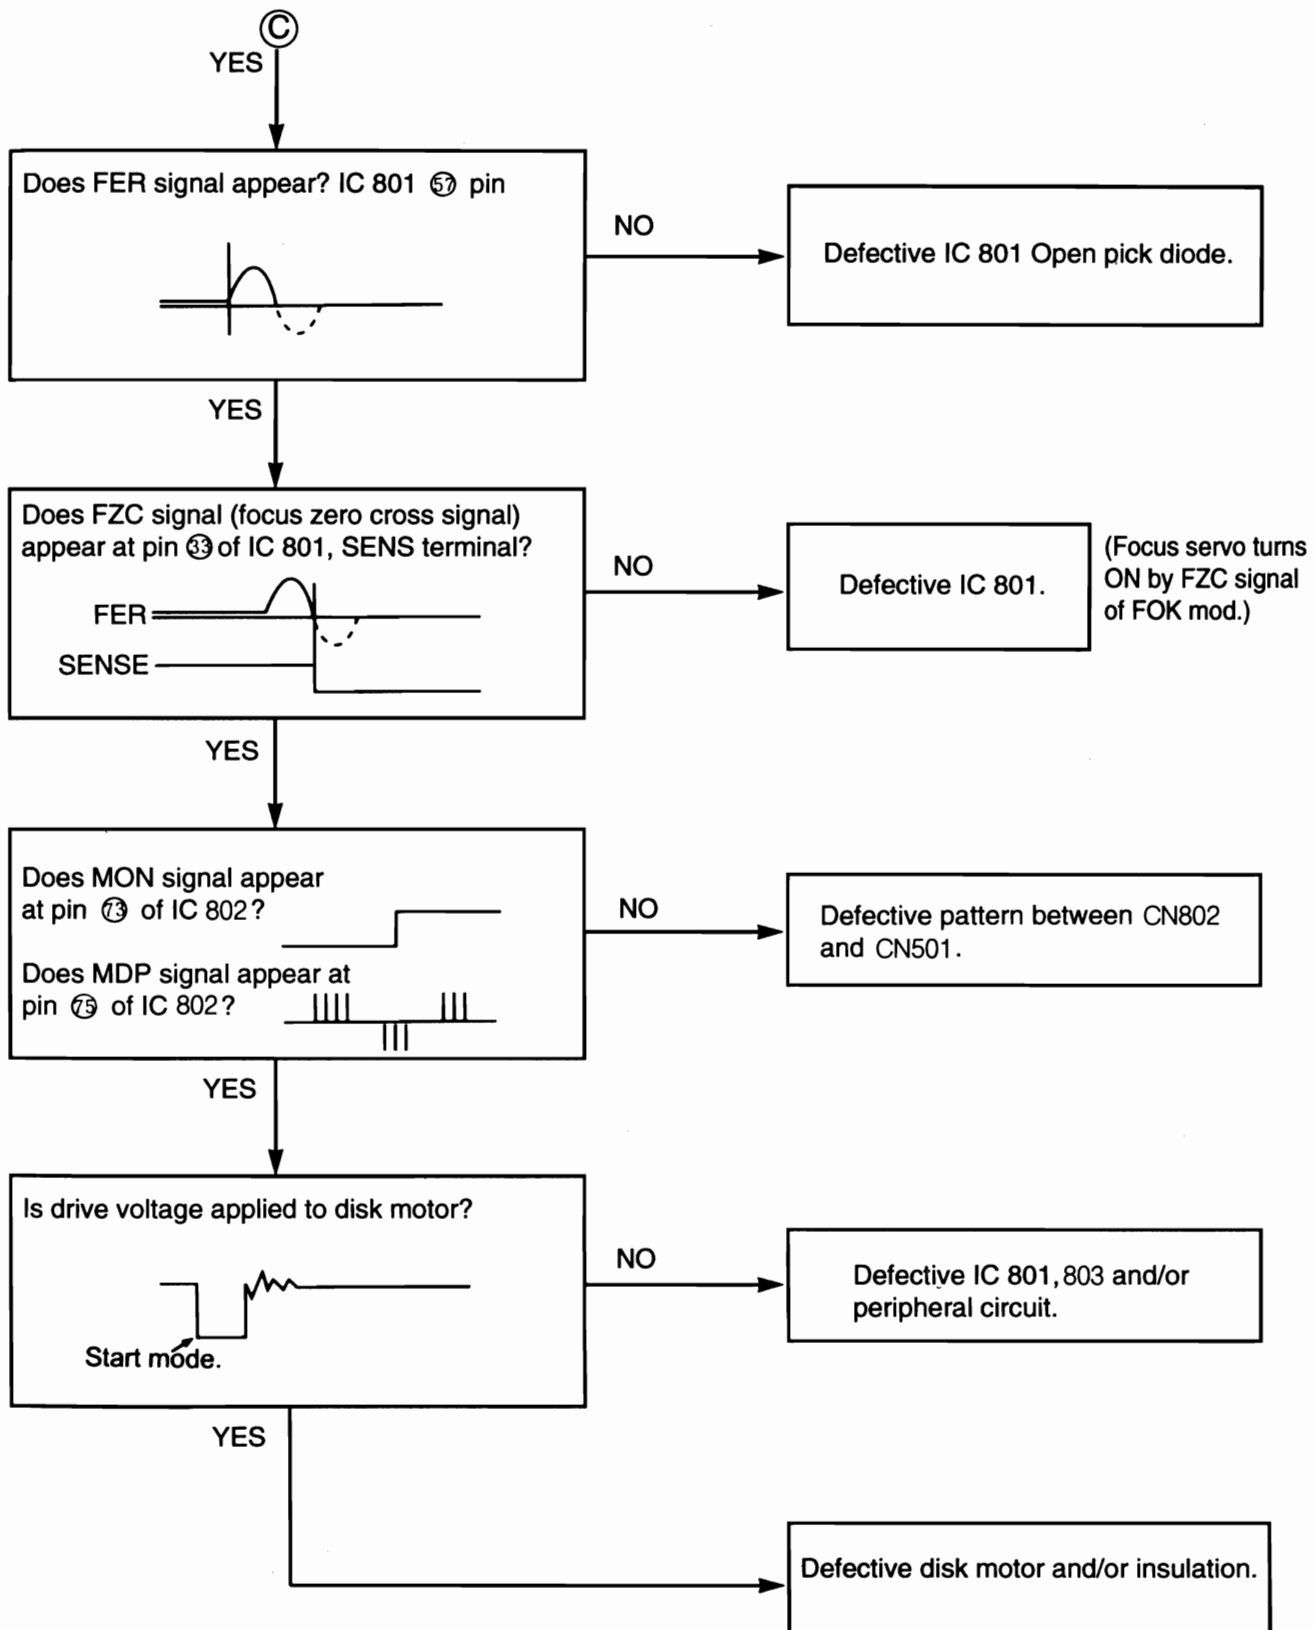 Ⓒ
YES
Does FER signal appear? IC 801 ㊼ pin
NO
Defective IC 801 Open pick diode.
YES
Does FZC signal (focus zero cross signal)
appear at pin ㉝ of IC 801, SENS terminal?
FER
SENSE
NO
Defective IC 801.
(Focus servo turns
ON by FZC signal
of FOK mod.)
YES
Does MON signal appear
at pin 73 of IC 802?
Does MDP signal appear at
pin 75 of IC 802?
NO
Defective pattern between CN802
and CN501.
YES
Is drive voltage applied to disk motor?
Start mode.
NO
Defective IC 801, 803 and/or
peripheral circuit.
YES
Defective disk motor and/or insulation.